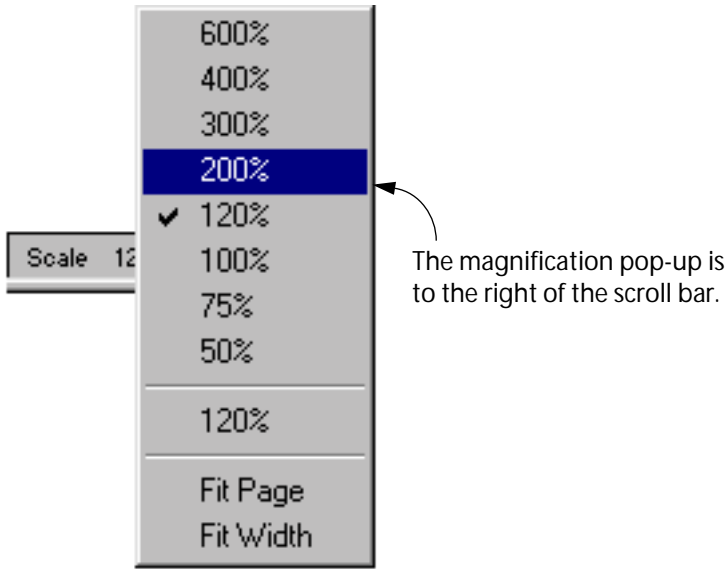 600%
400%
300%
200%
120%
Scale 12
100%
75%
50%
120%
Fit Page
Fit Width
The magnification pop-up is
to the right of the scroll bar.